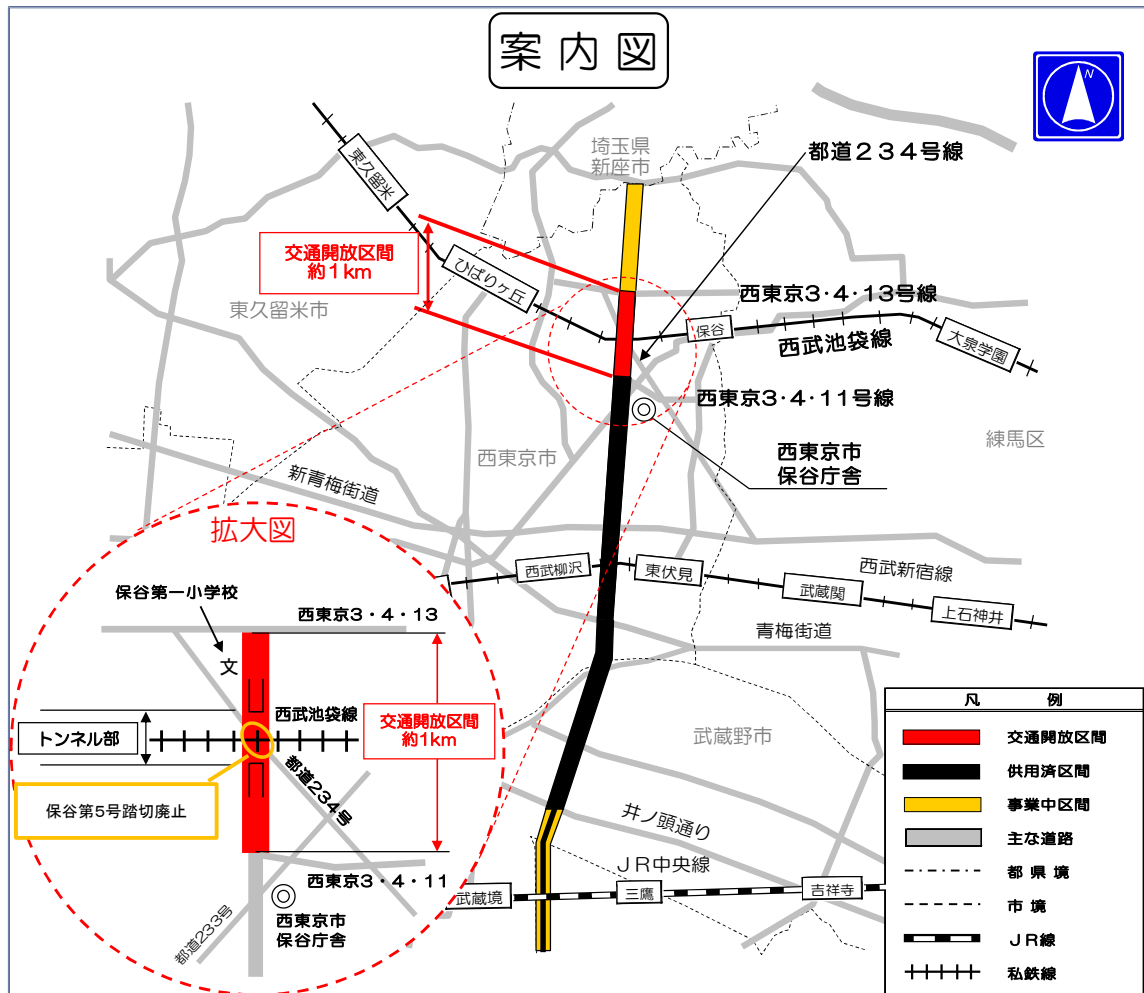 案内図
N
埼玉県
新座市
都道234号線
東久留米
交通開放区間
約1km
ひばりヶ丘
東久留米市
西東京3・4・13号線
保谷
西武池袋線
大泉学園
西東京3・4・11号線
西東京市
練馬区
西東京市
保谷庁舎
新青梅街道
西武柳沢
東伏見
西武新宿線
武蔵関
上石神井
青梅街道
武蔵野市
井ノ頭通り
JR中央線
武蔵境
三鷹
吉祥寺
拡大図
保谷第一小学校
西東京3・4・13
文
西武池袋線
交通開放区間
約1km
トンネル部
都道234号
保谷第5号踏切廃止
西東京3・4・11
都道233号
西東京市
保谷庁舎
凡例
交通開放区間
供用済区間
事業中区間
主な道路
都県境
市境
JR線
私鉄線